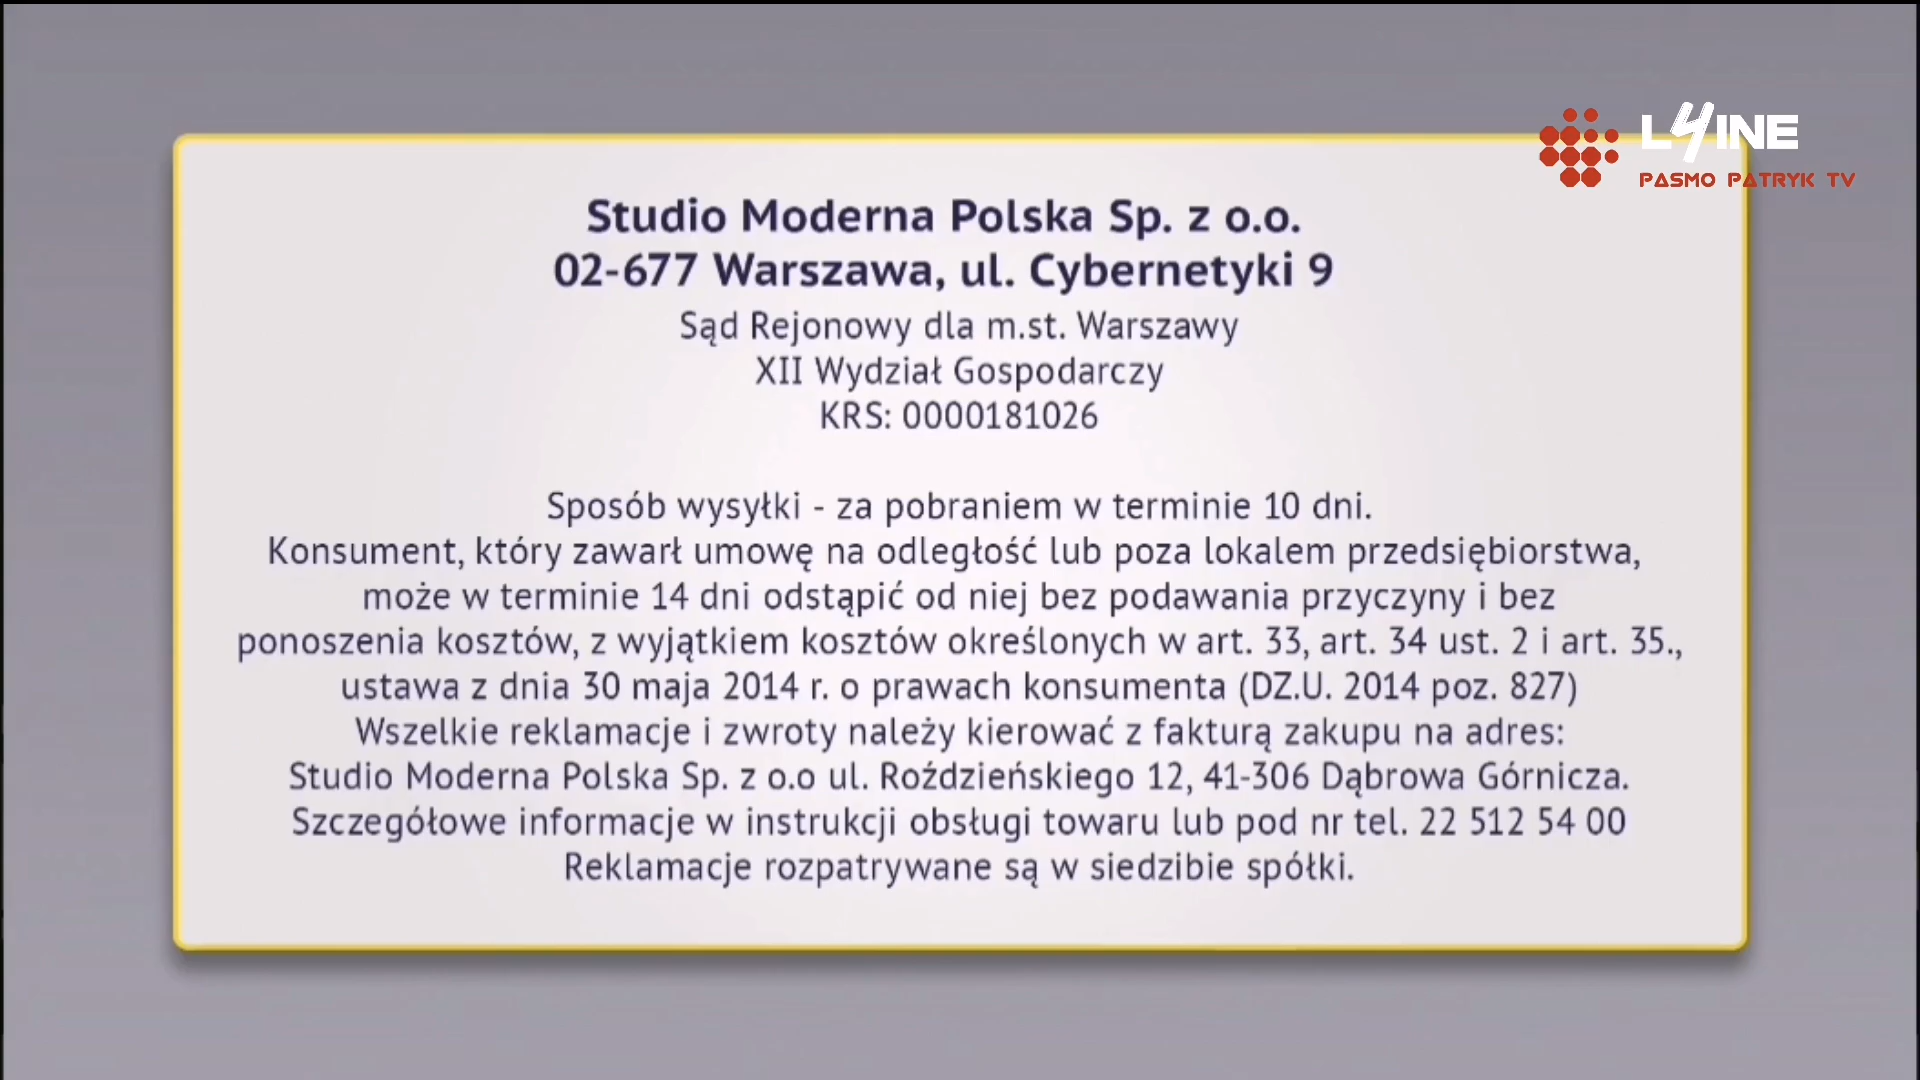 L4INE
PASMO PATRYK TV
Studio Moderna Polska Sp. z o.o.
02-677 Warszawa, ul. Cybernetyki 9
Sąd Rejonowy dla m.st. Warszawy
XII Wydział Gospodarczy
KRS: 0000181026
Sposób wysyłki - za pobraniem w terminie 10 dni.
Konsument, który zawarł umowę na odległość lub poza lokalem przedsiębiorstwa,
może w terminie 14 dni odstąpić od niej bez podawania przyczyny i bez
ponoszenia kosztów, z wyjątkiem kosztów określonych w art. 33, art. 34 ust. 2 i art. 35.,
ustawa z dnia 30 maja 2014 r. o prawach konsumenta (DZ.U. 2014 poz. 827)
Wszelkie reklamacje i zwroty należy kierować z fakturą zakupu na adres:
Studio Moderna Polska Sp. z o.o ul. Roździeńskiego 12, 41-306 Dąbrowa Górnicza.
Szczegółowe informacje w instrukcji obsługi towaru lub pod nr tel. 22 512 54 00
Reklamacje rozpatrywane są w siedzibie spółki.